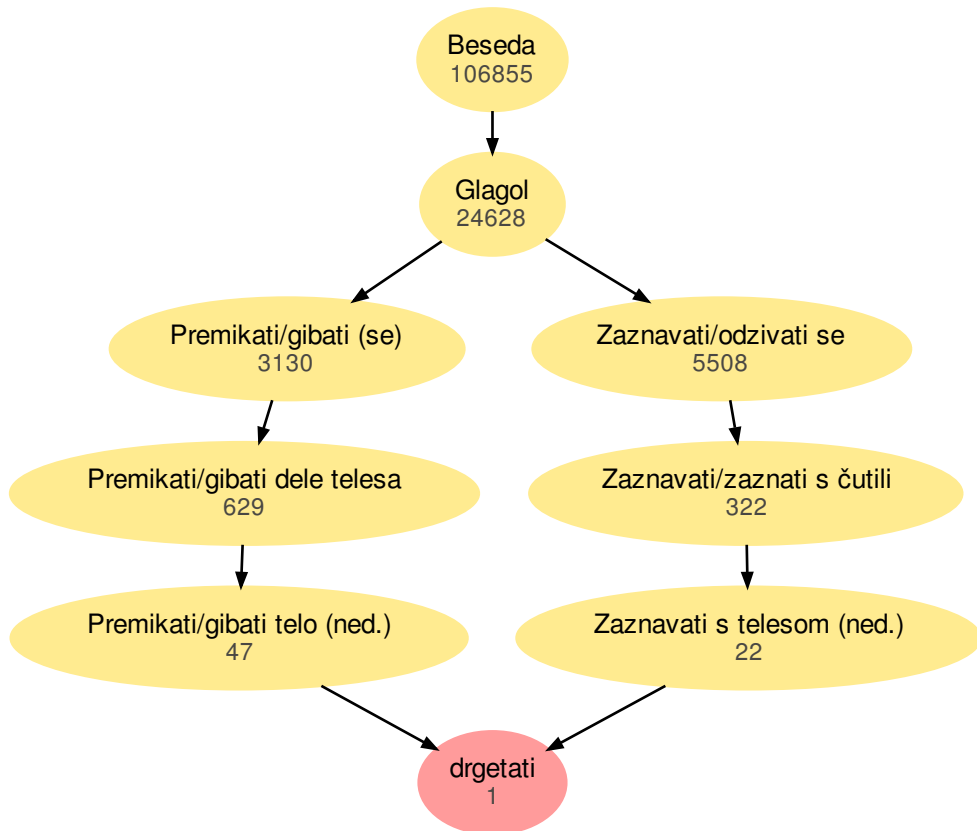 Beseda
106855
Glagol
24628
Premikati/gibati (se)
3130
Zaznavati/odzivati se
5508
Premikati/gibati dele telesa
629
Zaznavati/zaznati s čutili
322
Premikati/gibati telo (ned.)
47
Zaznavati s telesom (ned.)
22
drgetati
1